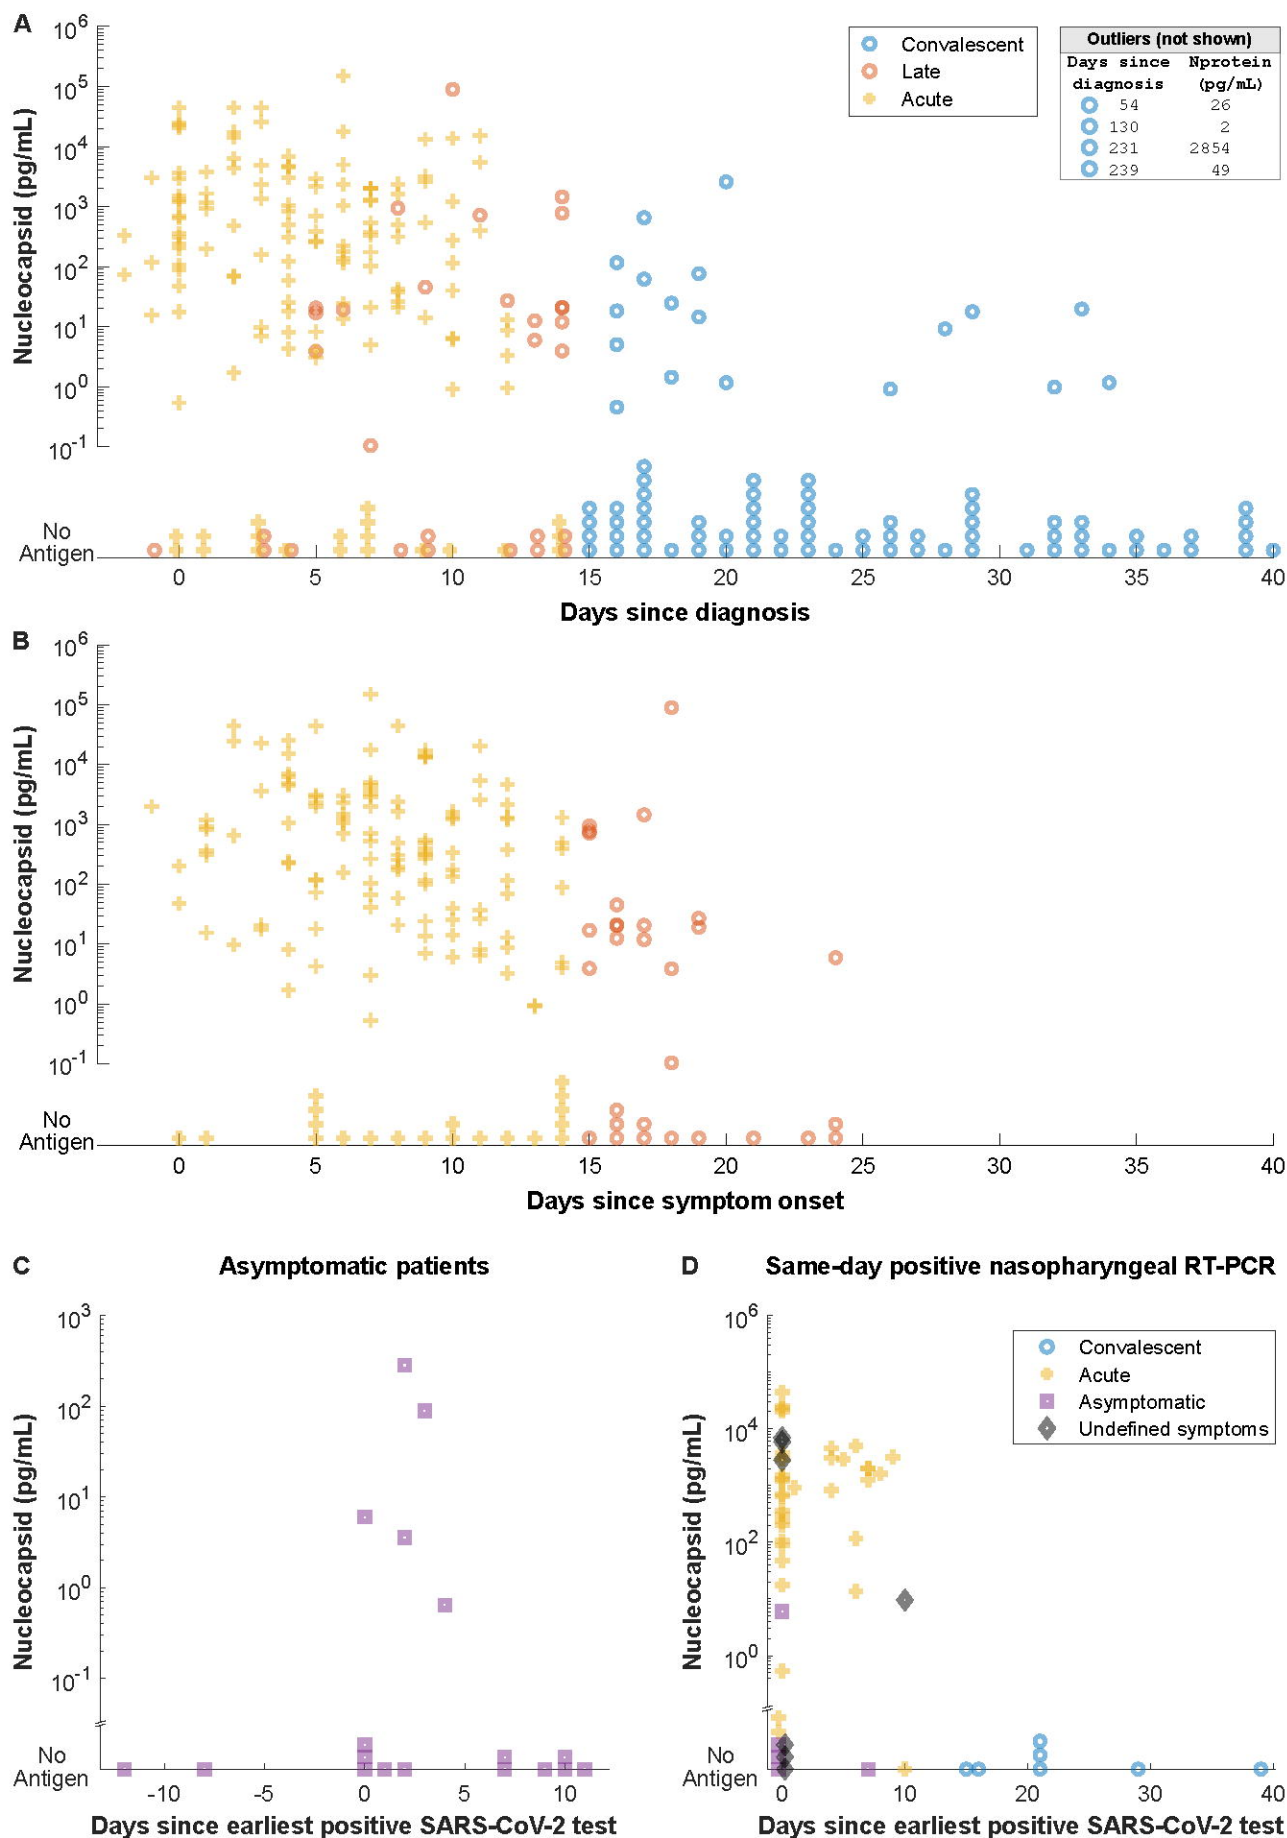 A
Convalescent
Late
Acute
Outliers (not shown)
Days since diagnosis Nprotein (pg/mL)
54 26
130 2
231 2854
239 49
Nucleocapsid (pg/mL)
10^6
10^5
10^4
10^3
10^2
10^1
10^0
10^-1
No Antigen
0 5 10 15 20 25 30 35 40
Days since diagnosis
B
Nucleocapsid (pg/mL)
10^6
10^5
10^4
10^3
10^2
10^1
10^0
10^-1
No Antigen
0 5 10 15 20 25 30 35 40
Days since symptom onset
C
Asymptomatic patients
Nucleocapsid (pg/mL)
10^3
10^2
10^1
10^0
10^-1
No Antigen
-10 -5 0 5 10
Days since earliest positive SARS-CoV-2 test
D
Same-day positive nasopharyngeal RT-PCR
Convalescent
Acute
Asymptomatic
Undefined symptoms
Nucleocapsid (pg/mL)
10^6
10^4
10^2
10^0
No Antigen
0 10 20 30 40
Days since earliest positive SARS-CoV-2 test